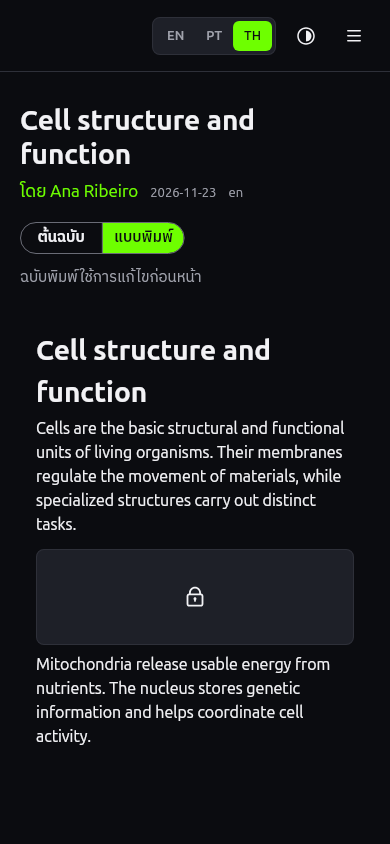 EN PT TH
Cell structure and
function
โดย Ana Ribeiro 2026-11-23 en
ต้นฉบับ แบบพิมพ์
ฉบับพิมพ์ใช้การแก้ไขก่อนหน้า
Cell structure and
function
Cells are the basic structural and functional
units of living organisms. Their membranes
regulate the movement of materials, while
specialized structures carry out distinct
tasks.
Mitochondria release usable energy from
nutrients. The nucleus stores genetic
information and helps coordinate cell
activity.